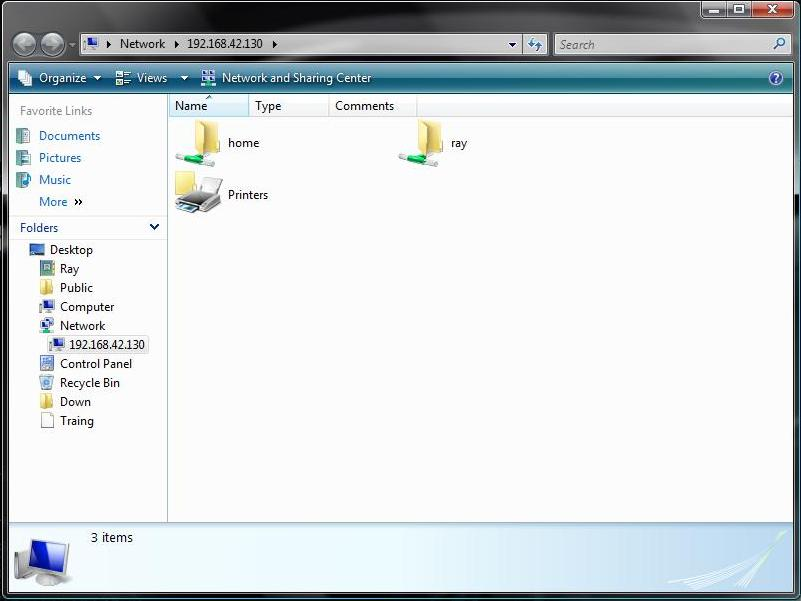 Network 192.168.42.130
Search
Organize Views Network and Sharing Center
Favorite Links
Documents
Pictures
Music
More »
Folders
Desktop
Ray
Public
Computer
Network
192.168.42.130
Control Panel
Recycle Bin
Down
Traing
Name Type Comments
home ray
Printers
3 items